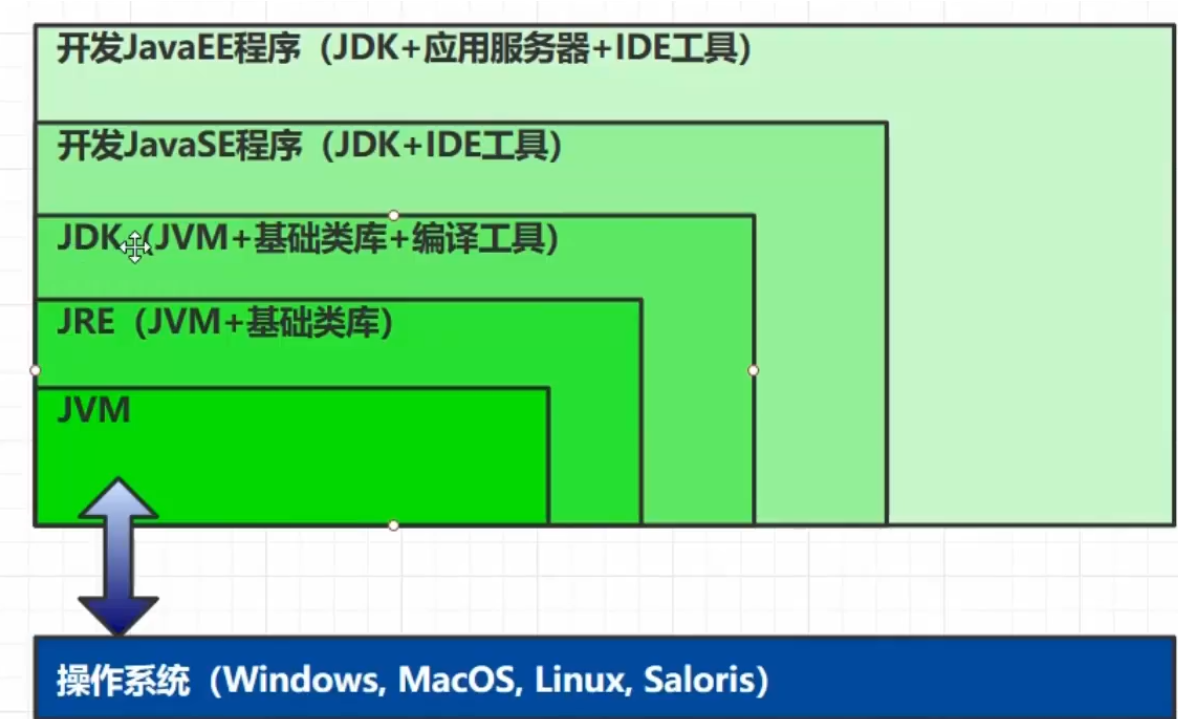 开发JavaEE程序（JDK+应用服务器+IDE工具）
开发JavaSE程序（JDK+IDE工具）
JDK（JVM+基础类库+编译工具）
JRE（JVM+基础类库）
JVM
操作系统（Windows, MacOS, Linux, Saloris）